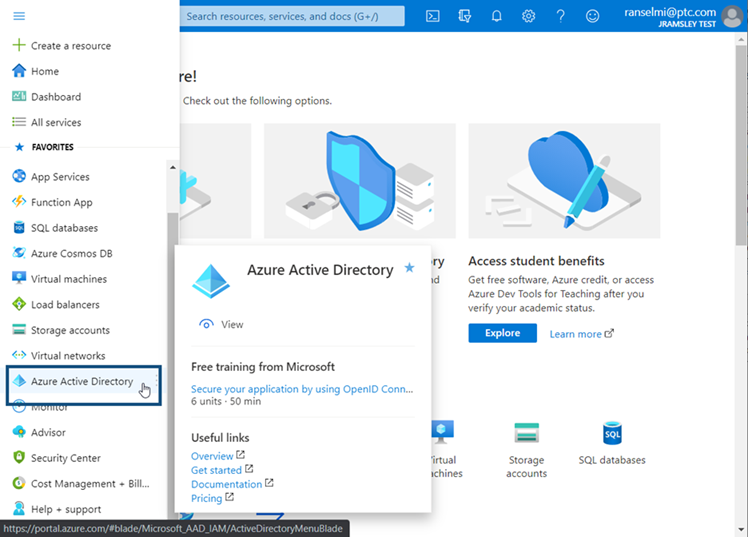 Search resources, services, and docs (G+/)
ranselmi@ptc.com
JRAMSLEY TEST
Create a resource
Home
Dashboard
All services
FAVORITES
App Services
Function App
SQL databases
Azure Cosmos DB
Virtual machines
Load balancers
Storage accounts
Virtual networks
Azure Active Directory
Monitor
Advisor
Security Center
Cost Management + Bill...
Help + support
re!
Check out the following options.
Azure Active Directory
View
Free training from Microsoft
Secure your application by using OpenID Conn...
6 units · 50 min
Useful links
Overview
Get started
Documentation
Pricing
ry
nd
Access student benefits
Get free software, Azure credit, or access
Azure Dev Tools for Teaching after you
verify your academic status.
Explore
Learn more
SQL
irtual
chines
Storage
accounts
SQL databases
https://portal.azure.com/#blade/Microsoft_AAD_IAM/ActiveDirectoryMenuBlade